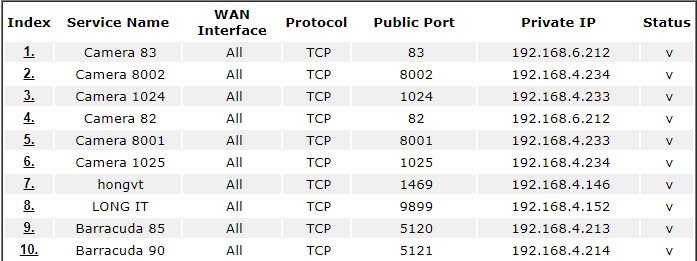 Index Service Name WAN Interface Protocol Public Port Private IP Status
1. Camera 83 All TCP 83 192.168.6.212 v
2. Camera 8002 All TCP 8002 192.168.4.234 v
3. Camera 1024 All TCP 1024 192.168.4.233 v
4. Camera 82 All TCP 82 192.168.6.212 v
5. Camera 8001 All TCP 8001 192.168.4.233 v
6. Camera 1025 All TCP 1025 192.168.4.234 v
7. hongvt All TCP 1469 192.168.4.146 v
8. LONG IT All TCP 9899 192.168.4.152 v
9. Barracuda 85 All TCP 5120 192.168.4.213 v
10. Barracuda 90 All TCP 5121 192.168.4.214 v